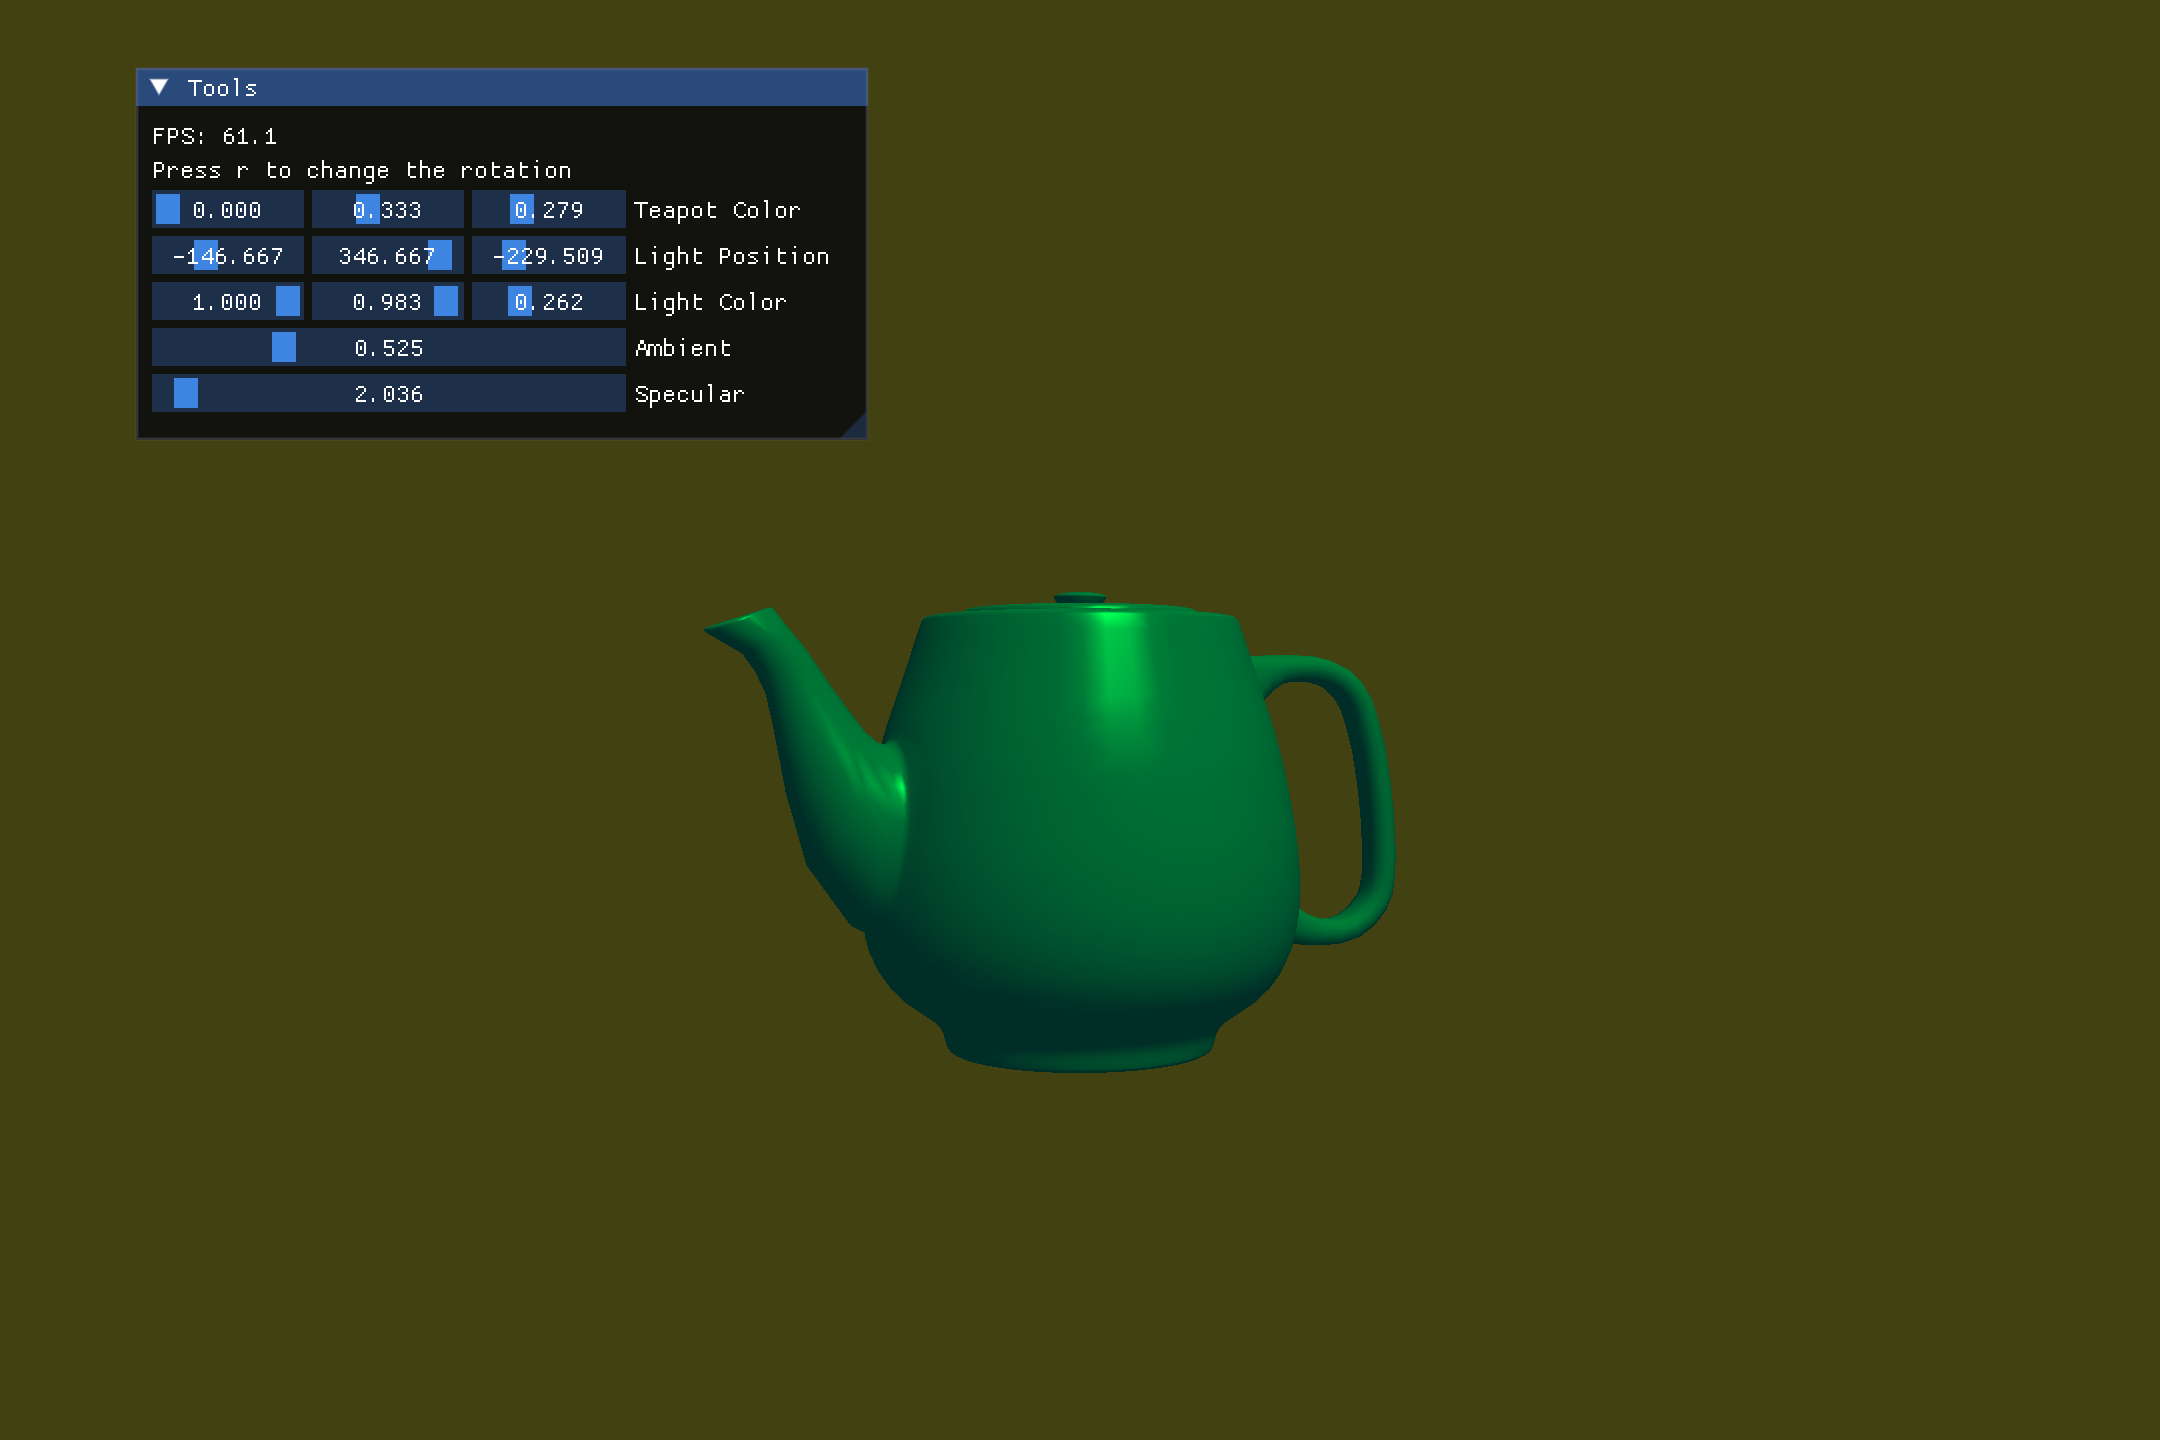 Tools
FPS: 61.1
Press r to change the rotation
0.000 0.333 0.279 Teapot Color
-146.667 346.667 -229.509 Light Position
1.000 0.983 0.262 Light Color
0.525 Ambient
2.036 Specular